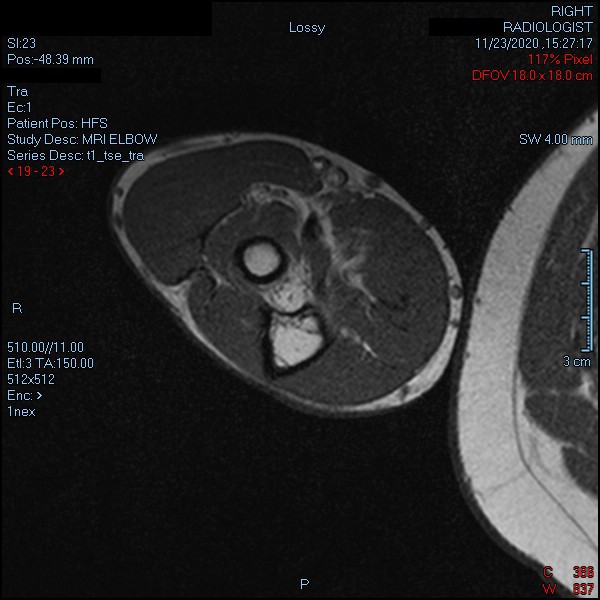 Lossy
RIGHT
RADIOLOGIST
11/23/2020 ,15:27:17
117% Pixel
DFOV 18.0 x 18.0 cm
SI:23
Pos:-48.39 mm
Tra
Ec:1
Patient Pos: HFS
Study Desc: MRI ELBOW
Series Desc: t1_tse_tra
< 19 - 23 >
SW 4.00 mm
R
3 cm
510.00//11.00
Etl:3 TA:150.00
512x512
Enc: >
1nex
P
C 366
W 837